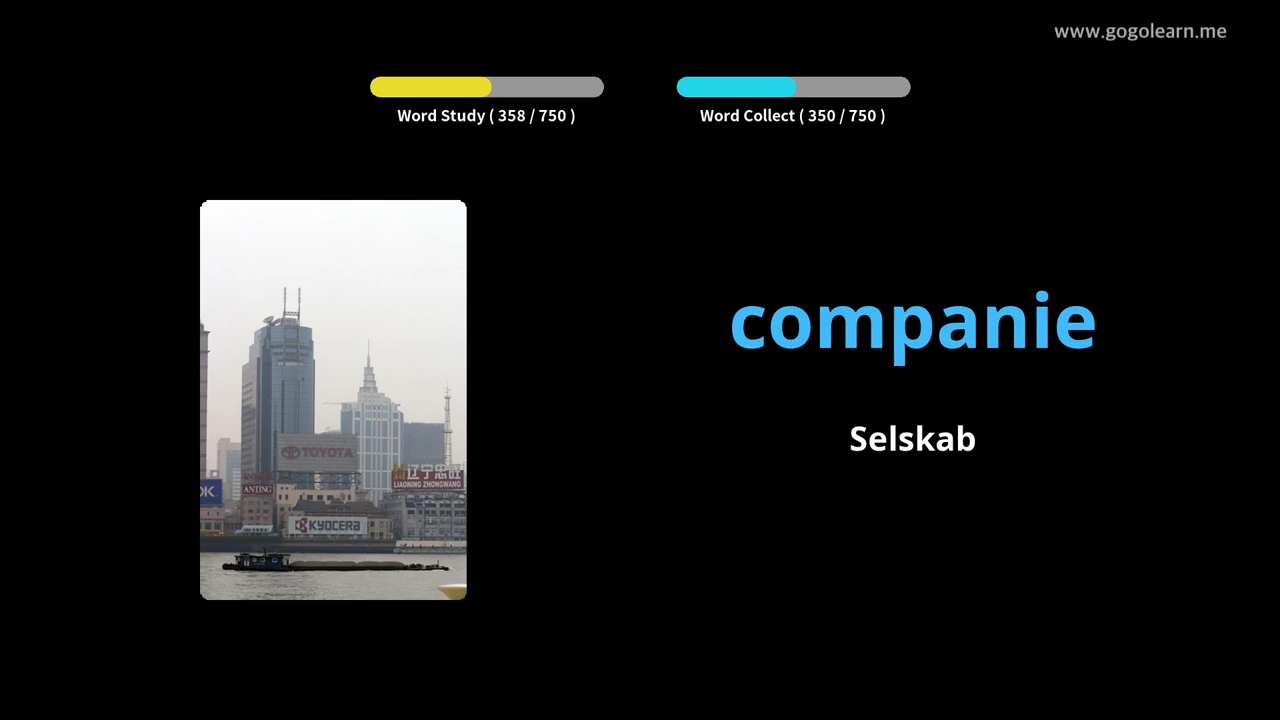 www.gogolearn.me
Word Study ( 358 / 750 )
Word Collect ( 350 / 750 )
companie
Selskab
TOYOTA
辽宁忠旺
LIAONING ZHONGWANG
OK
ANTING
KYOCERA